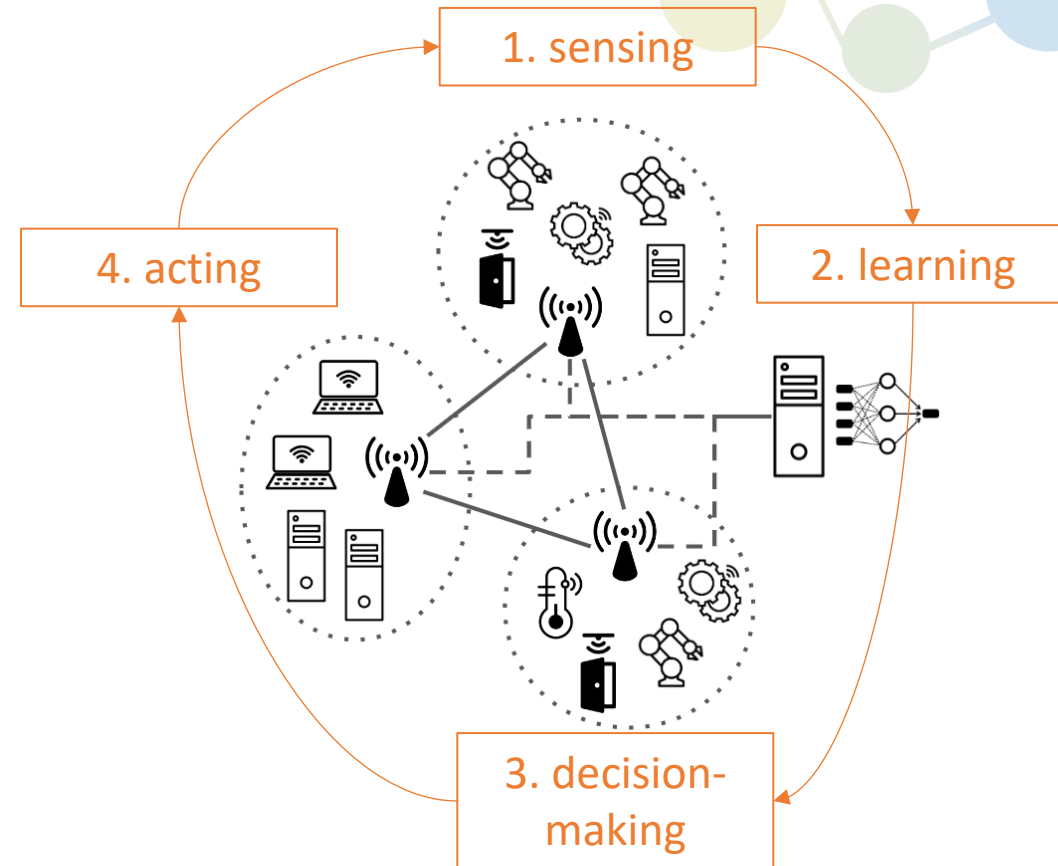 1. sensing
2. learning
4. acting
3. decision-
making